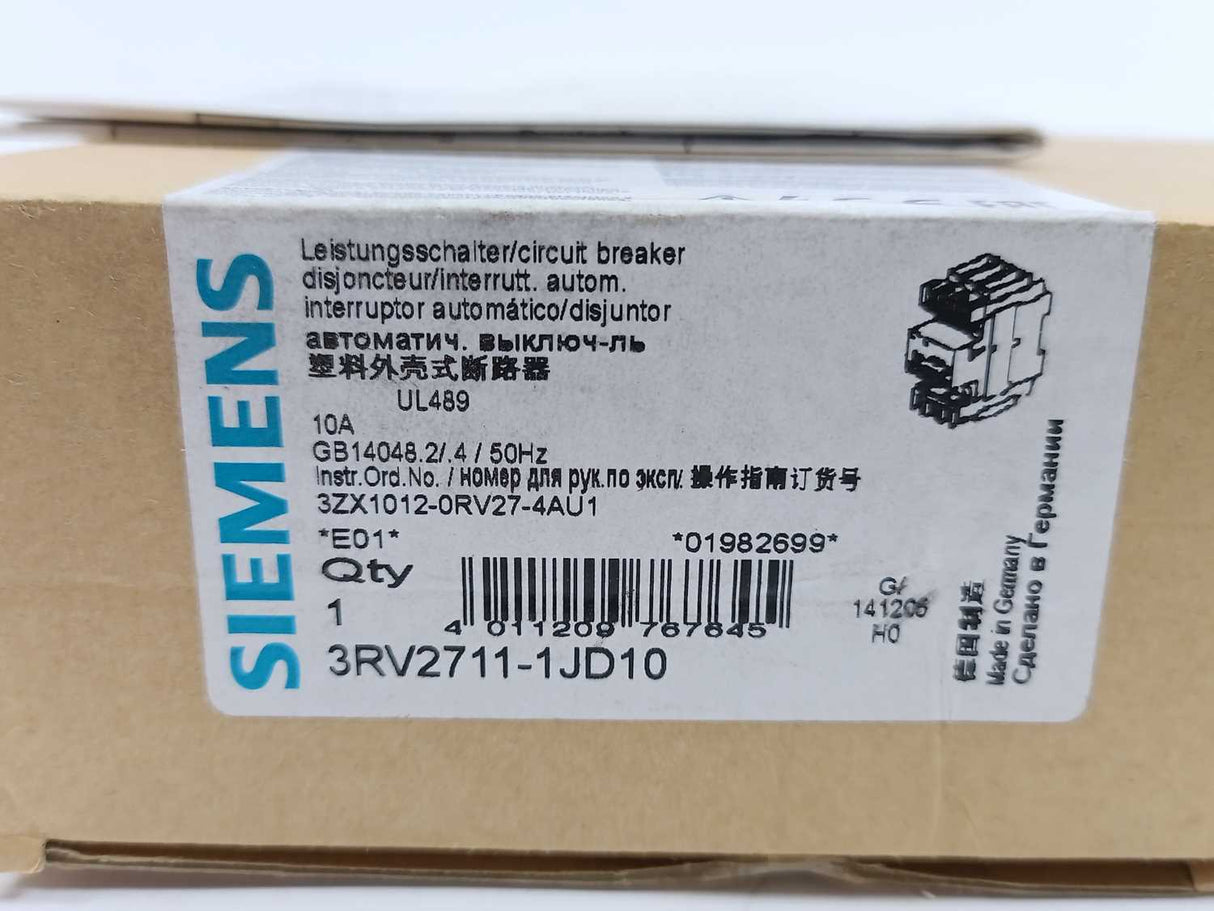 SIEMENS
Leistungsschalter/circuit breaker
disjoncteur/interrutt. autom.
interruptor automático/disjuntor
автоматич. выключ-ль
塑料外壳式断路器
UL489
10A
GB14048.2/.4 / 50Hz
Instr.Ord.No. / номер для рук.по эксп/ 操作指南订货号
3ZX1012-0RV27-4AU1
*E01* *01982699*
Qty
1
4 011209 767645
3RV2711-1JD10
141205
H0
德国制造
Made in Germany
Сделано в Германии